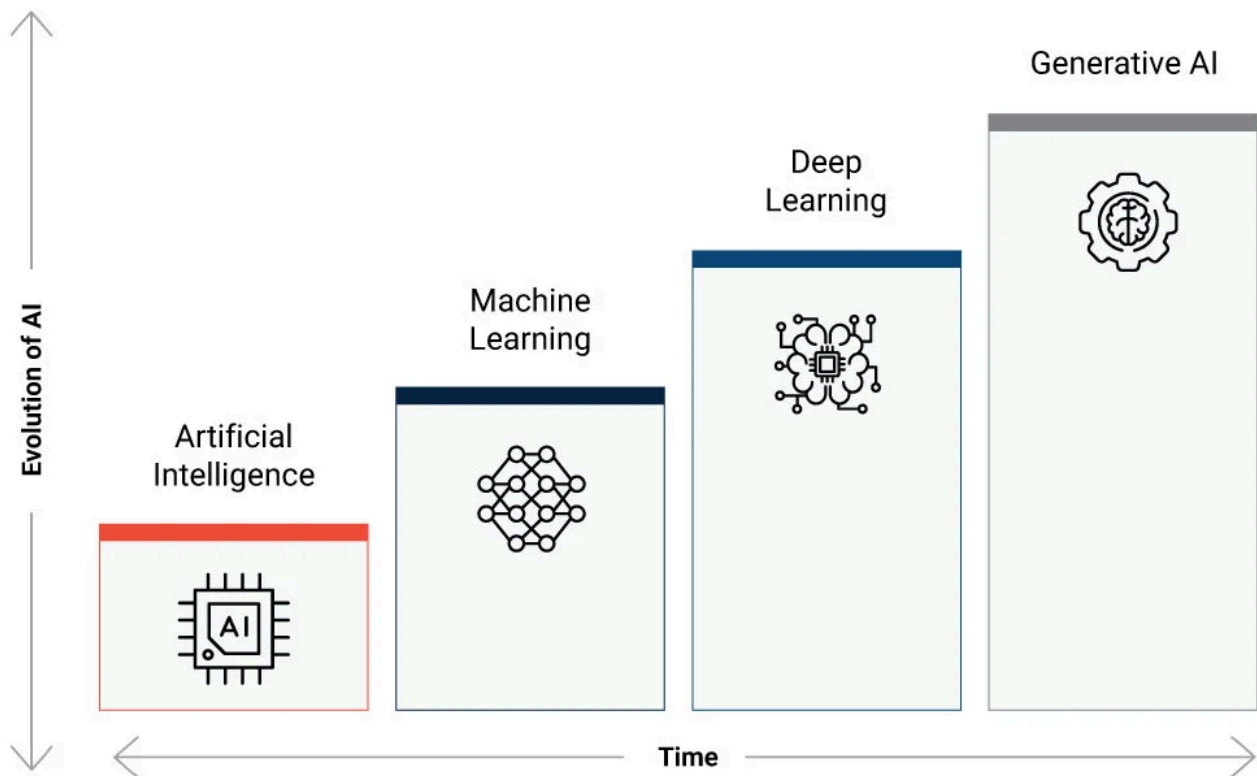 Generative AI
Deep
Learning
Machine
Learning
Artificial
Intelligence
AI
Evolution of AI
Time